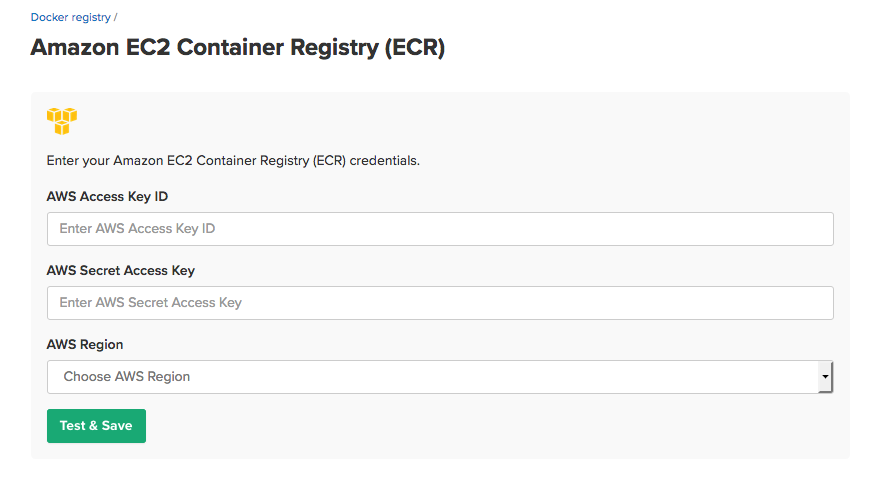 Docker registry /
Amazon EC2 Container Registry (ECR)
Enter your Amazon EC2 Container Registry (ECR) credentials.
AWS Access Key ID
Enter AWS Access Key ID
AWS Secret Access Key
Enter AWS Secret Access Key
AWS Region
Choose AWS Region
Test & Save